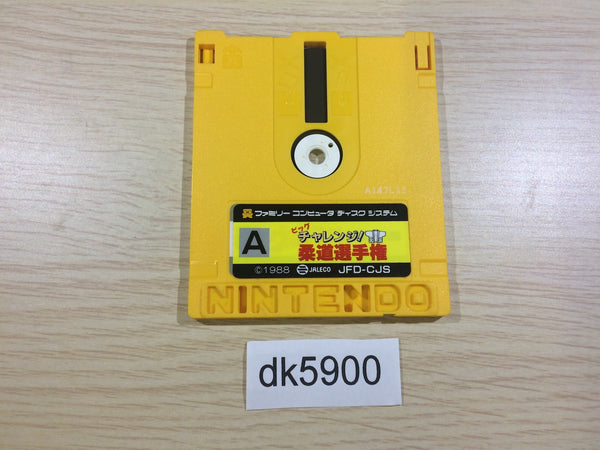 A147L12
ファミリー コンピュータ ディスク システム
A
ビッグ
チャレンジ!
柔道選手権
©1988 JALECO JFD-CJS
NINTENDO
dk5900